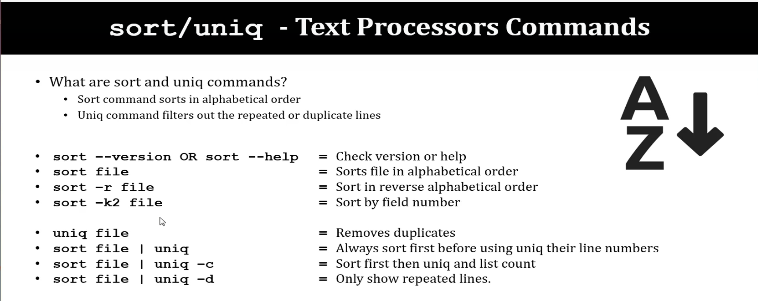 sort/uniq - Text Processors Commands
• What are sort and uniq commands?
• Sort command sorts in alphabetical order
• Uniq command filters out the repeated or duplicate lines
• sort --version OR sort --help = Check version or help
• sort file = Sorts file in alphabetical order
• sort –r file = Sort in reverse alphabetical order
• sort –k2 file = Sort by field number
• uniq file = Removes duplicates
• sort file | uniq = Always sort first before using uniq their line numbers
• sort file | uniq –c = Sort first then uniq and list count
• sort file | uniq –d = Only show repeated lines.
A
Z